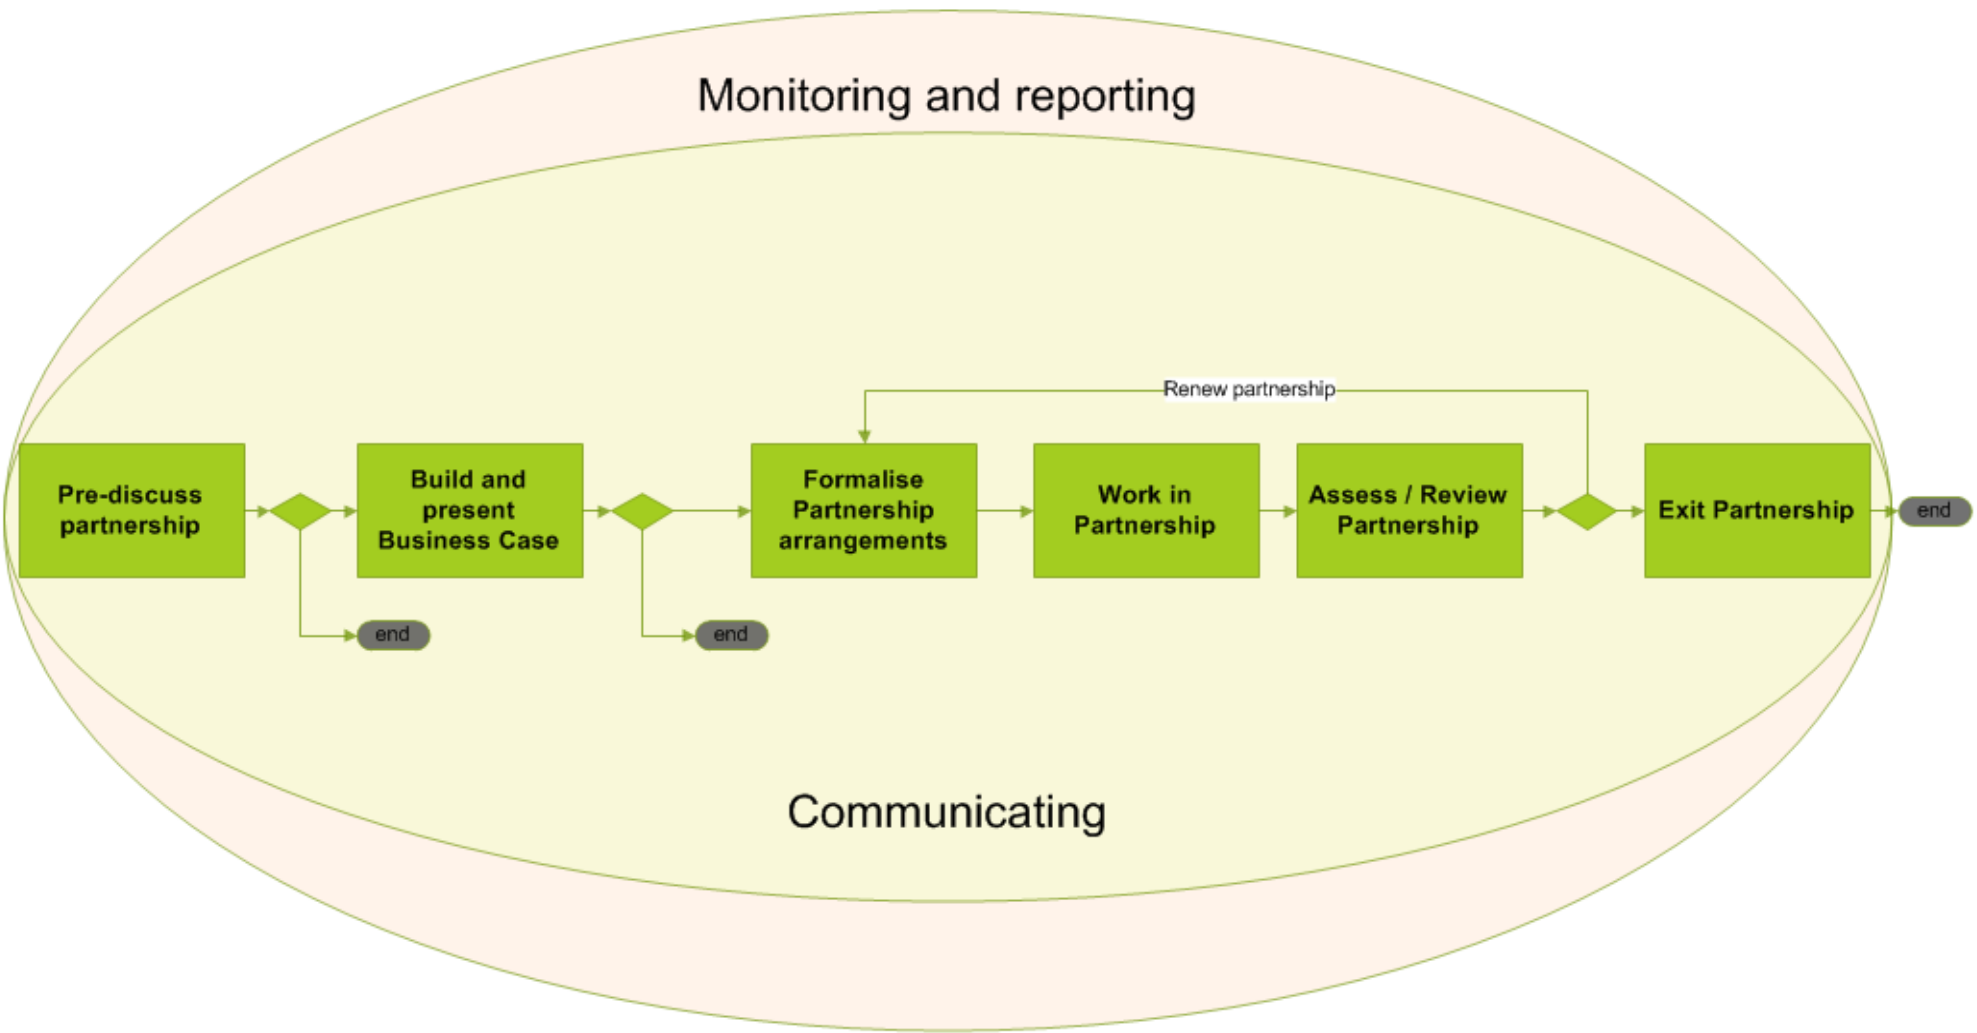 Monitoring and reporting
Renew partnership
Pre-discuss
partnership
Build and
present
Business Case
Formalise
Partnership
arrangements
Work in
Partnership
Assess / Review
Partnership
Exit Partnership
end
end
end
Communicating